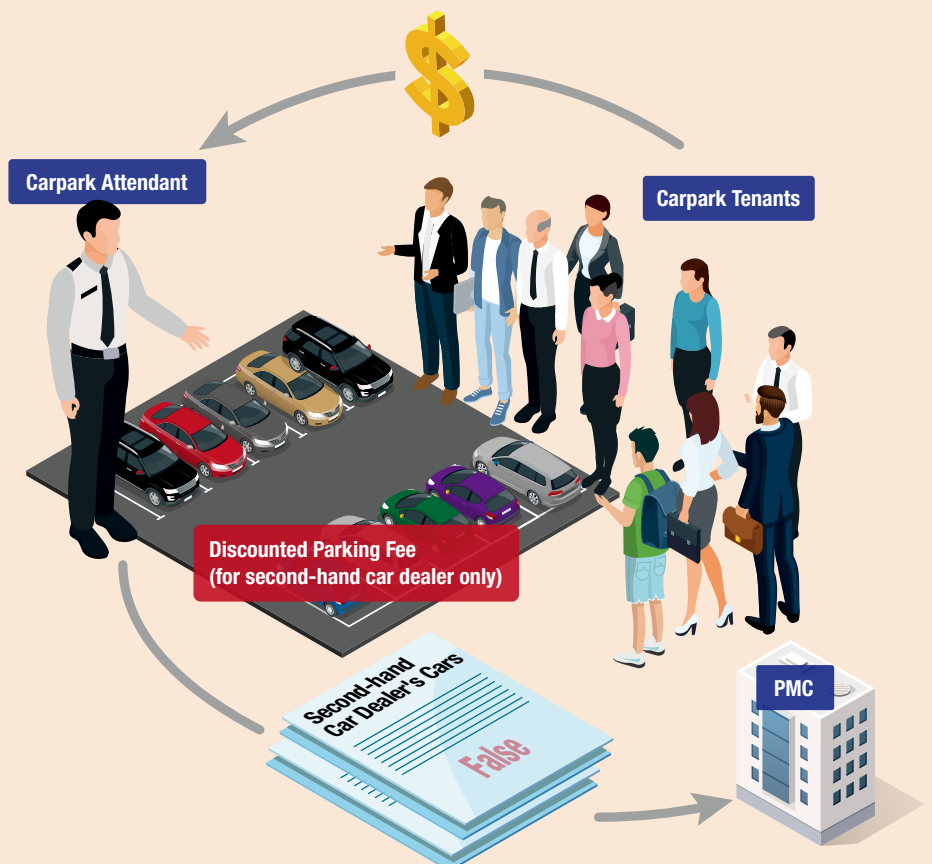 $
Carpark Attendant
Carpark Tenants
Discounted Parking Fee
(for second-hand car dealer only)
Second-hand
Car Dealer's Cars
False
PMC